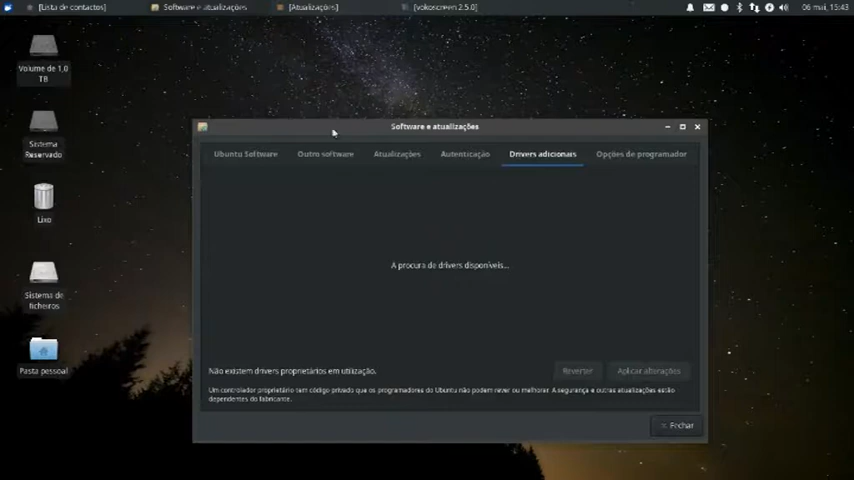 [Lista de contactos]
Software e atualizações
[Atualizações]
[vokoscreen 2.5.0]
06 mai, 15:43
Volume de 1,0
TB
Sistema
Reservado
Lixo
Sistema de
ficheiros
Pasta pessoal
Software e atualizações
Ubuntu Software
Outro software
Atualizações
Autenticação
Drivers adicionais
Opções de programador
À procura de drivers disponíveis...
Não existem drivers proprietários em utilização.
Reverter
Aplicar alterações
Um controlador proprietário tem código privado que os programadores do Ubuntu não podem rever ou melhorar. A segurança e outras atualizações estão
dependentes do fabricante.
Fechar